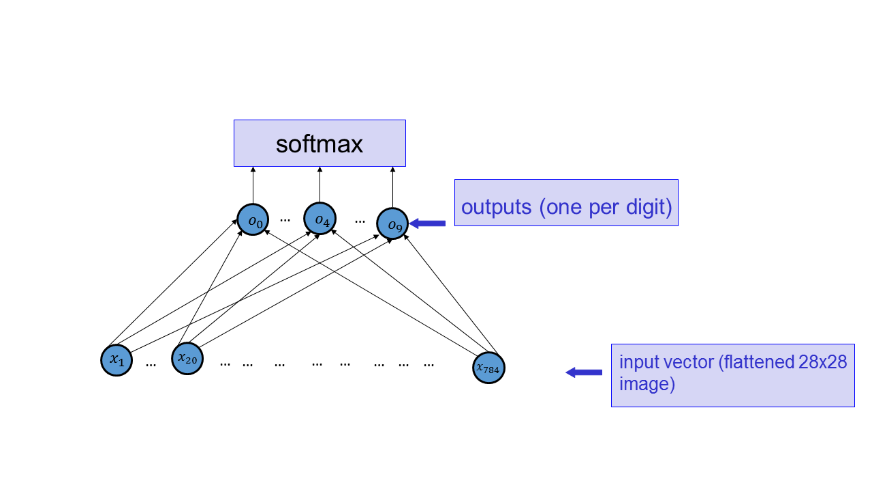 softmax
outputs (one per digit)
o₀ ... o₄ ... o₉
x₁ ... x₂₀ ... ... ... ... ... ... ... ... x₇₈₄
input vector (flattened 28x28
image)